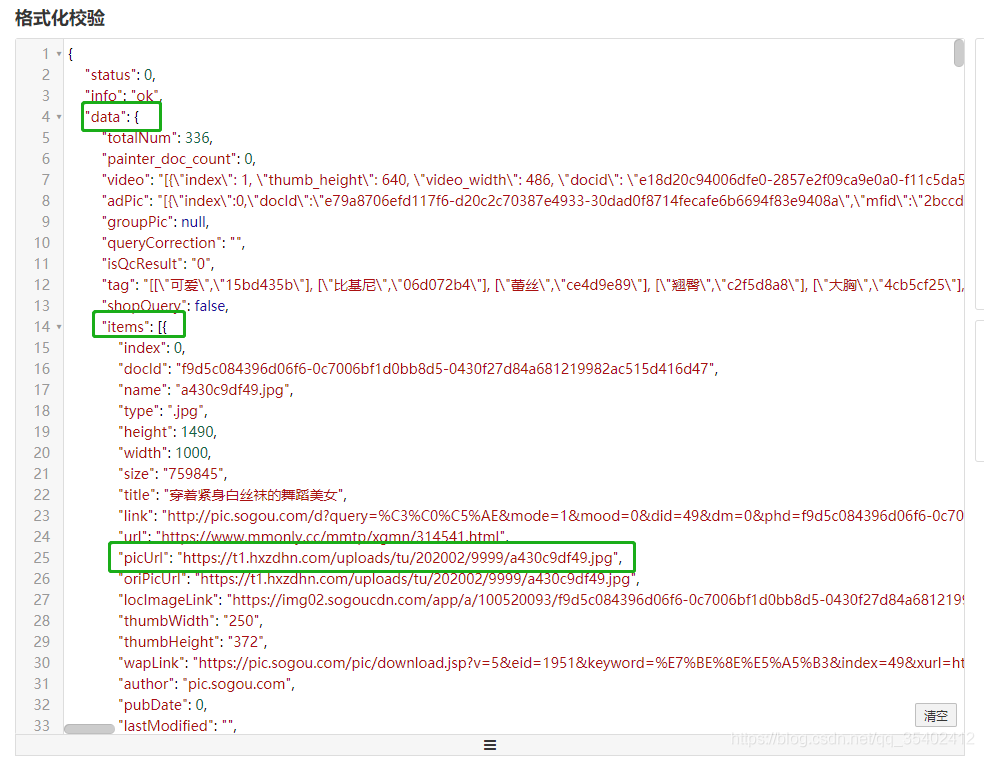 格式化校验
1 {
2 "status": 0,
3 "info": "ok",
4 "data": {
5 "totalNum": 336,
6 "painter_doc_count": 0,
7 "video": "[{\"index\": 1, \"thumb_height\": 640, \"video_width\": 486, \"docid\": \"e18d20c94006dfe0-2857e2f09ca9e0a0-f11c5da5
8 "adPic": "[{\"index\":0,\"docId\":\"e79a8706efd117f6-d20c2c70387e4933-30dad0f8714fecafe6b6694f83e9408a\",\"mfid\":\"2bccd
9 "groupPic": null,
10 "queryCorrection": "",
11 "isQcResult": "0",
12 "tag": "[[\"可爱\",\"15bd435b\"], [\"比基尼\",\"06d072b4\"], [\"蕾丝\",\"ce4d9e89\"], [\"翘臀\",\"c2f5d8a8\"], [\"大胸\",\"4cb5cf25\"],
13 "shopQuery": false,
14 "items": [{
15 "index": 0,
16 "docId": "f9d5c084396d06f6-0c7006bf1d0bb8d5-0430f27d84a681219982ac515d416d47",
17 "name": "a430c9df49.jpg",
18 "type": ".jpg",
19 "height": 1490,
20 "width": 1000,
21 "size": "759845",
22 "title": "穿着紧身白丝袜的舞蹈美女",
23 "link": "http://pic.sogou.com/d?query=%C3%C0%C5%AE&mode=1&mood=0&did=49&dm=0&phd=f9d5c084396d06f6-0c70
24 "url": "https://www.mmonly.cc/mmtp/xgmn/314541.html",
25 "picUrl": "https://t1.hxzdhn.com/uploads/tu/202002/9999/a430c9df49.jpg",
26 "oriPicUrl": "https://t1.hxzdhn.com/uploads/tu/202002/9999/a430c9df49.jpg",
27 "locImageLink": "https://img02.sogoucdn.com/app/a/100520093/f9d5c084396d06f6-0c7006bf1d0bb8d5-0430f27d84a6812199
28 "thumbWidth": "250",
29 "thumbHeight": "372",
30 "wapLink": "https://pic.sogou.com/pic/download.jsp?v=5&eid=1951&keyword=%E7%BE%8E%E5%A5%B3&index=49&xurl=ht
31 "author": "pic.sogou.com",
32 "pubDate": 0,
33 "lastModified": "",
清空
https://blog.csdn.net/qq_35402412